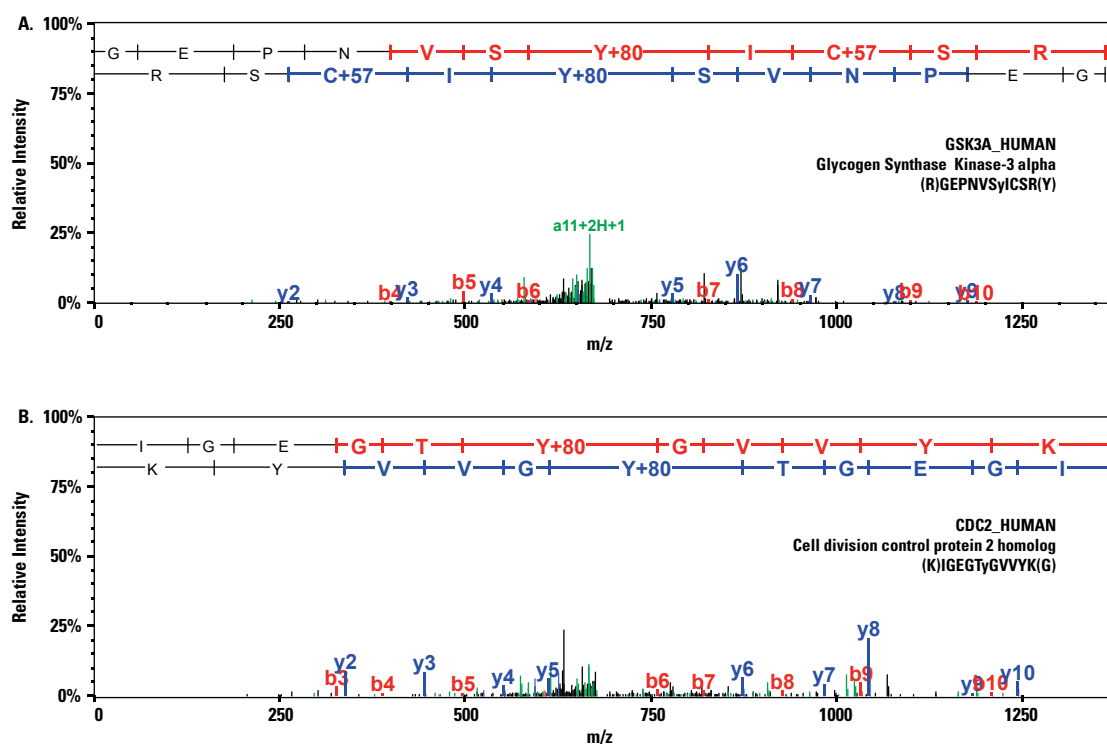 A.
100%
75%
50%
25%
0%
Relative Intensity
G E P N V S Y+80 I C+57 S R
R S C+57 I Y+80 S V N P E G
GSK3A_HUMAN
Glycogen Synthase Kinase-3 alpha
(R)GEPNVSyICSR(Y)
a11+2H+1
y2 b4 y3 b5 y4 b6 y5 b7 y6 b8 y7 y8 b9 y9 b10
0 250 500 750 1000 1250
m/z
B.
100%
75%
50%
25%
0%
Relative Intensity
I G E G T Y+80 G V V Y K
K Y V V G Y+80 T G E G I
CDC2_HUMAN
Cell division control protein 2 homolog
(K)IGEGTyGVVYK(G)
b3 y2 b4 y3 b5 y4 y5 b6 b7 y6 b8 y7 b9 y8 y9 b10 y10
0 250 500 750 1000 1250
m/z